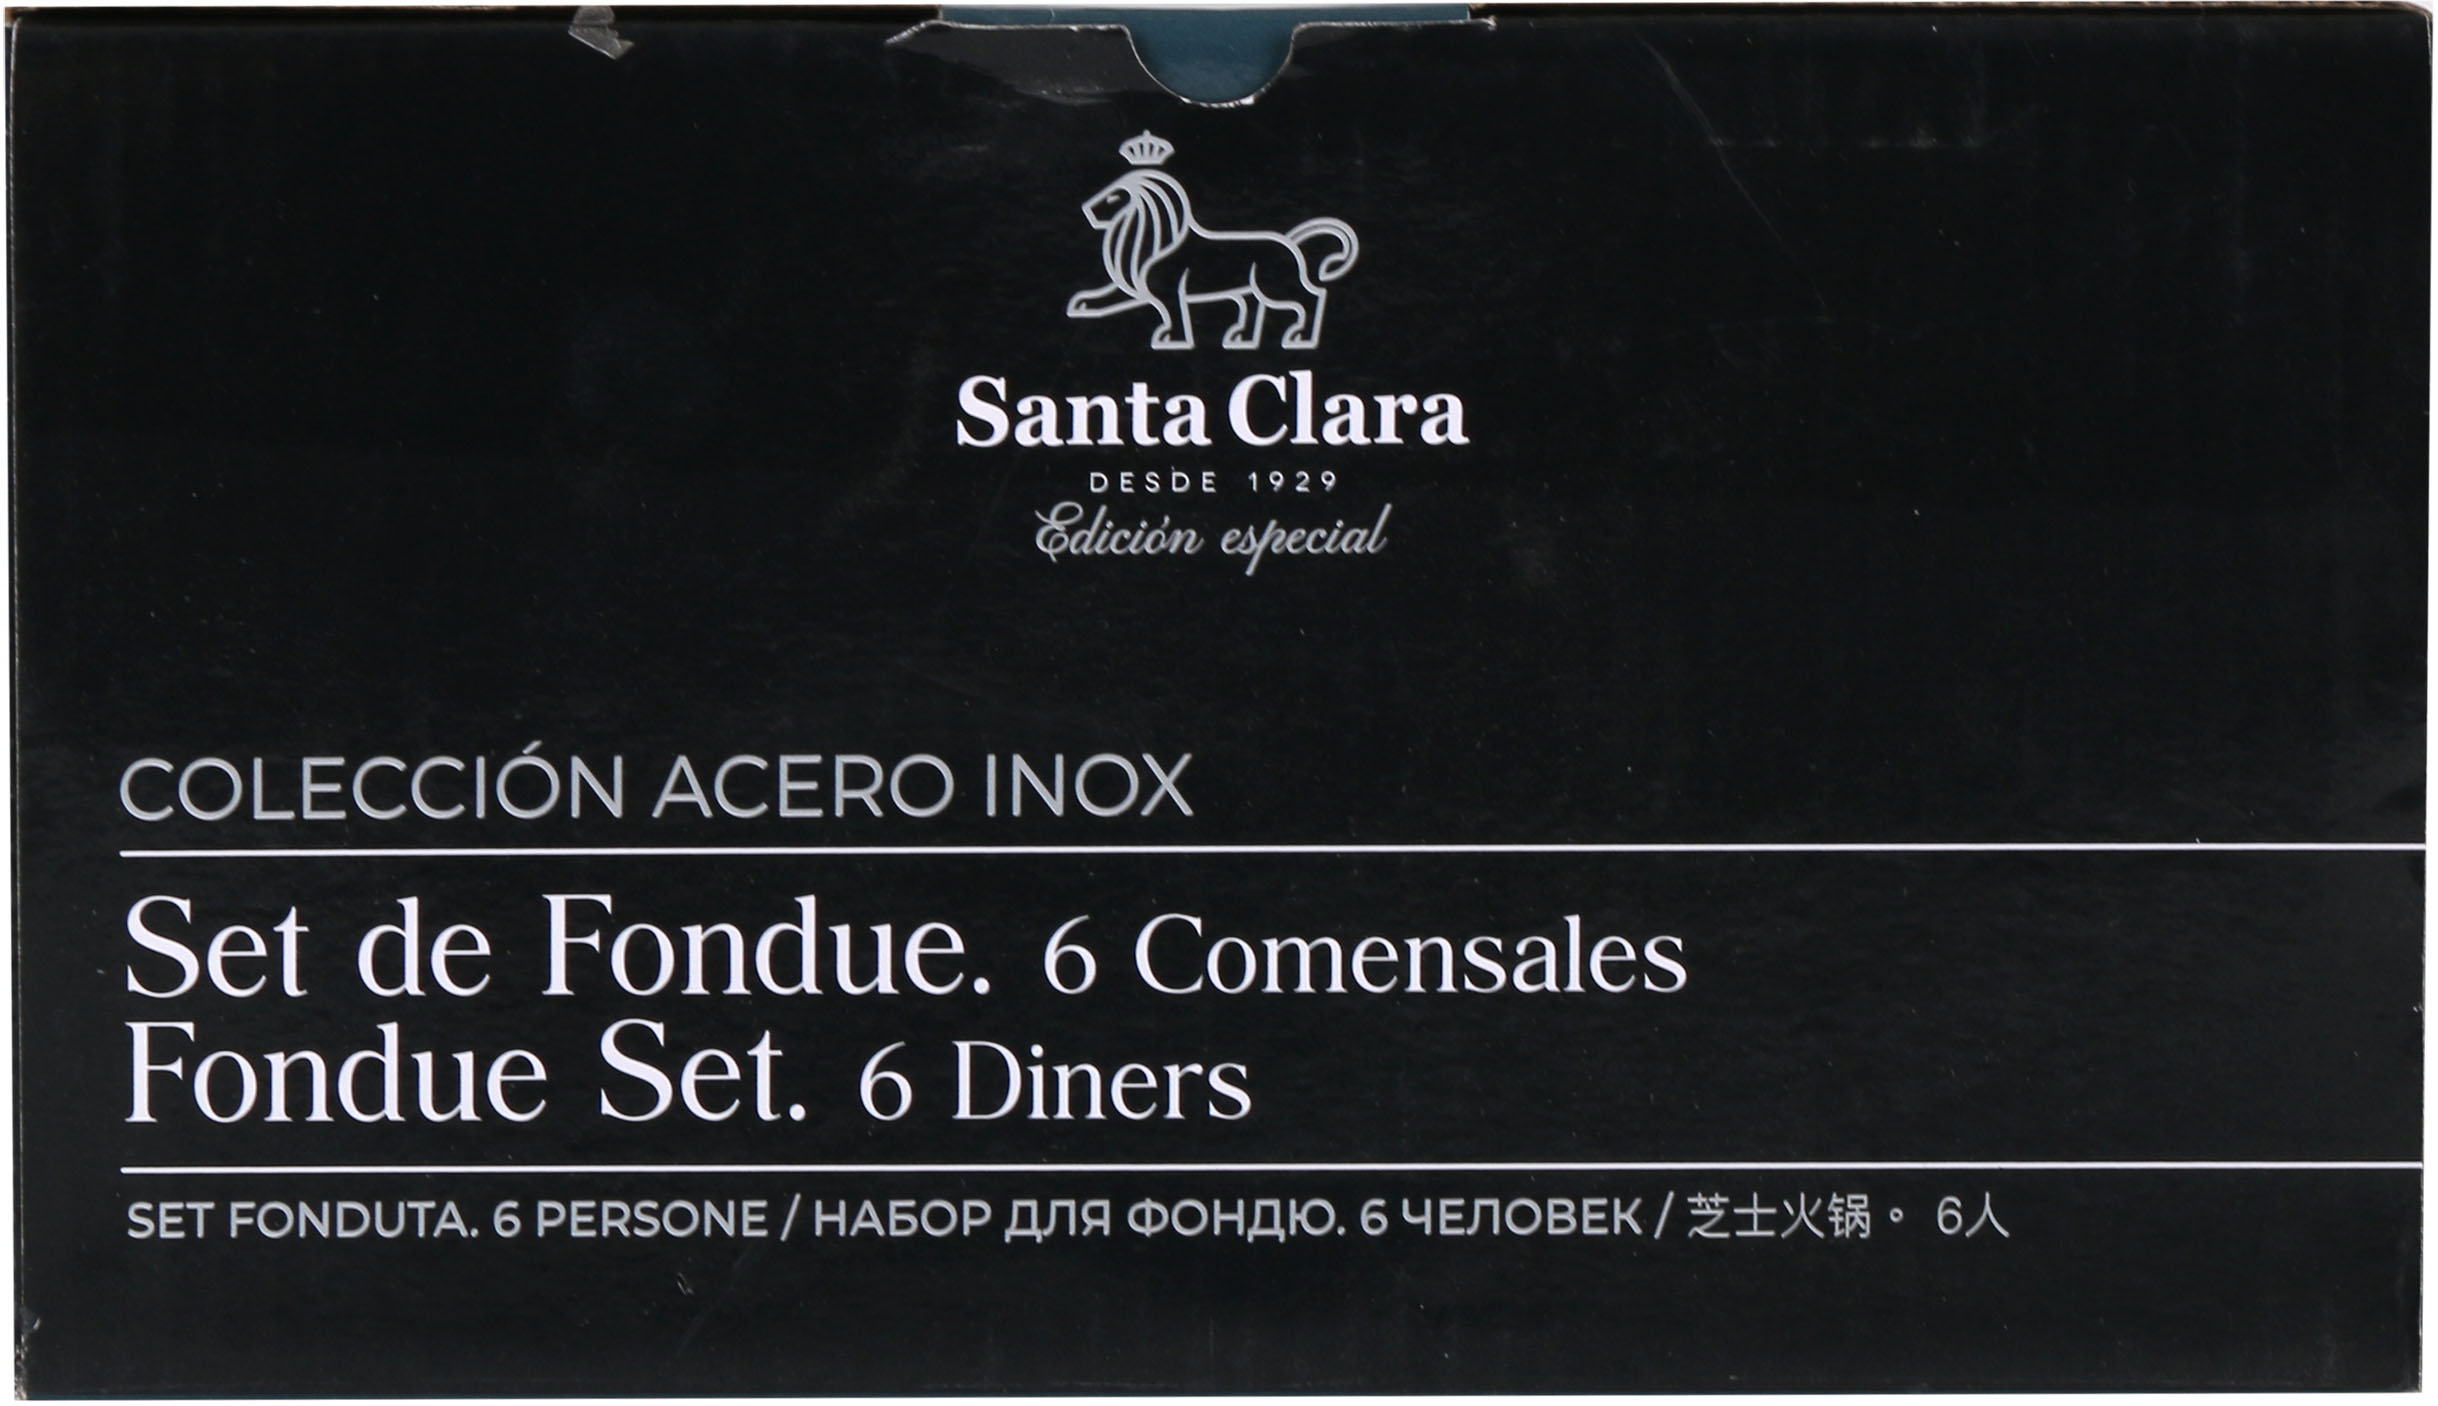 Santa Clara
DESDE 1929
Edición especial
COLECCIÓN ACERO INOX
Set de Fondue. 6 Comensales
Fondue Set. 6 Diners
SET FONDUTA. 6 PERSONE / НАБОР ДЛЯ ФОНДЮ. 6 ЧЕЛОВЕК / 芝士火锅。 6人